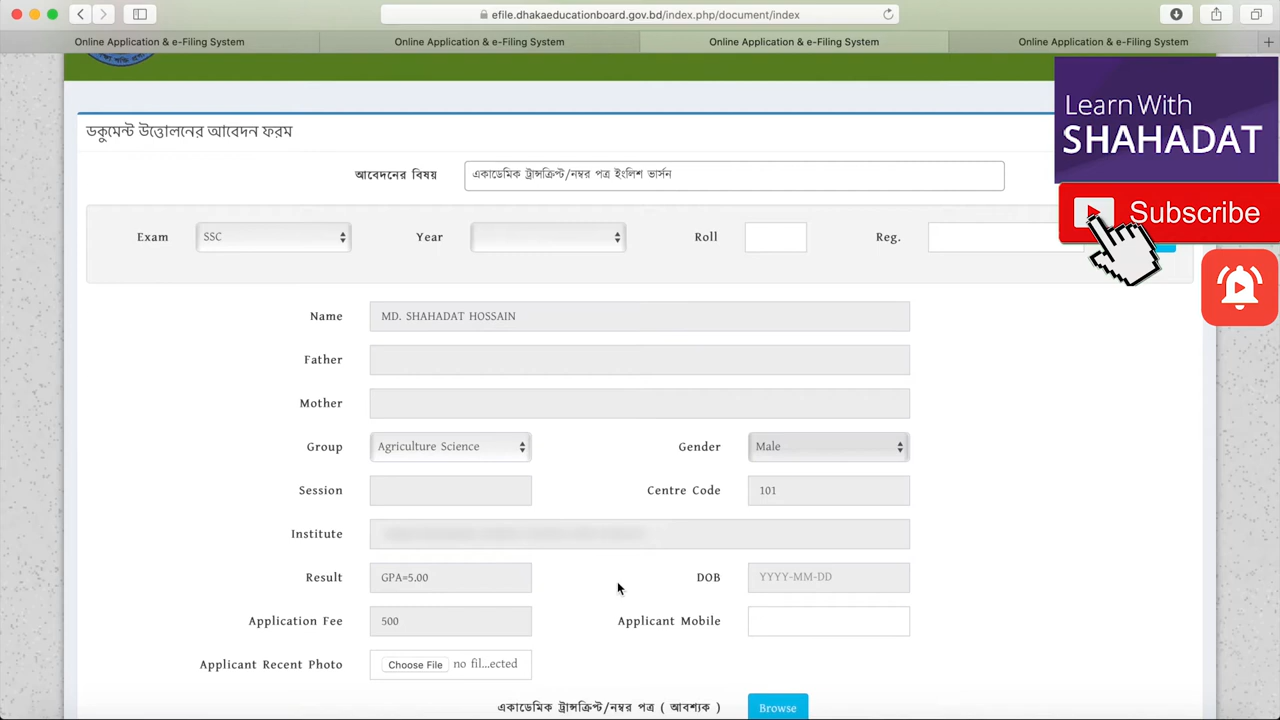 efile.dhakaeducationboard.gov.bd/index.php/document/index
Online Application & e-Filing System
Online Application & e-Filing System
Online Application & e-Filing System
Online Application & e-Filing System
Learn With
SHAHADAT
Subscribe
ডকুমেন্ট উত্তোলনের আবেদন ফরম
আবেদনের বিষয় একাডেমিক ট্রান্সক্রিপ্ট/নম্বর পত্র ইংলিশ ভার্সন
Exam SSC Year Roll Reg.
Name MD. SHAHADAT HOSSAIN
Father
Mother
Group Agriculture Science Gender Male
Session Centre Code 101
Institute
Result GPA=5.00 DOB YYYY-MM-DD
Application Fee 500 Applicant Mobile
Applicant Recent Photo Choose File no fil...ected
একাডেমিক ট্রান্সক্রিপ্ট/নম্বর পত্র ( আবশ্যক ) Browse